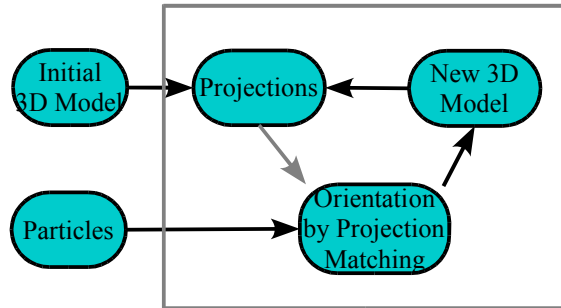 Initial
3D Model
Projections
New 3D
Model
Particles
Orientation
by Projection
Matching